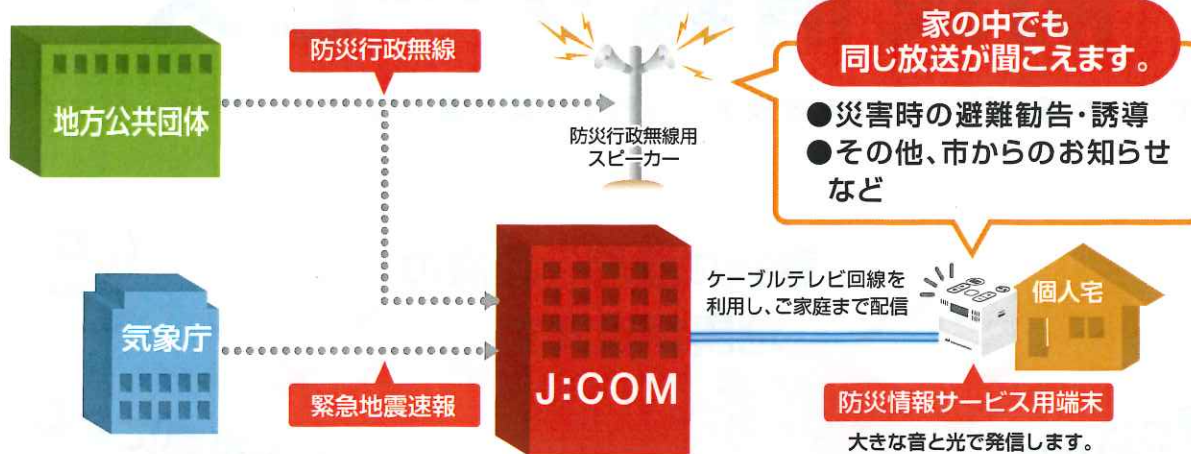 家の中でも
同じ放送が聞こえます。
●災害時の避難勧告・誘導
●その他、市からのお知らせ
など
防災行政無線
地方公共団体
防災行政無線用
スピーカー
ケーブルテレビ回線を
利用し、ご家庭まで配信
個人宅
気象庁
緊急地震速報
J:COM
防災情報サービス用端末
大きな音と光で発信します。